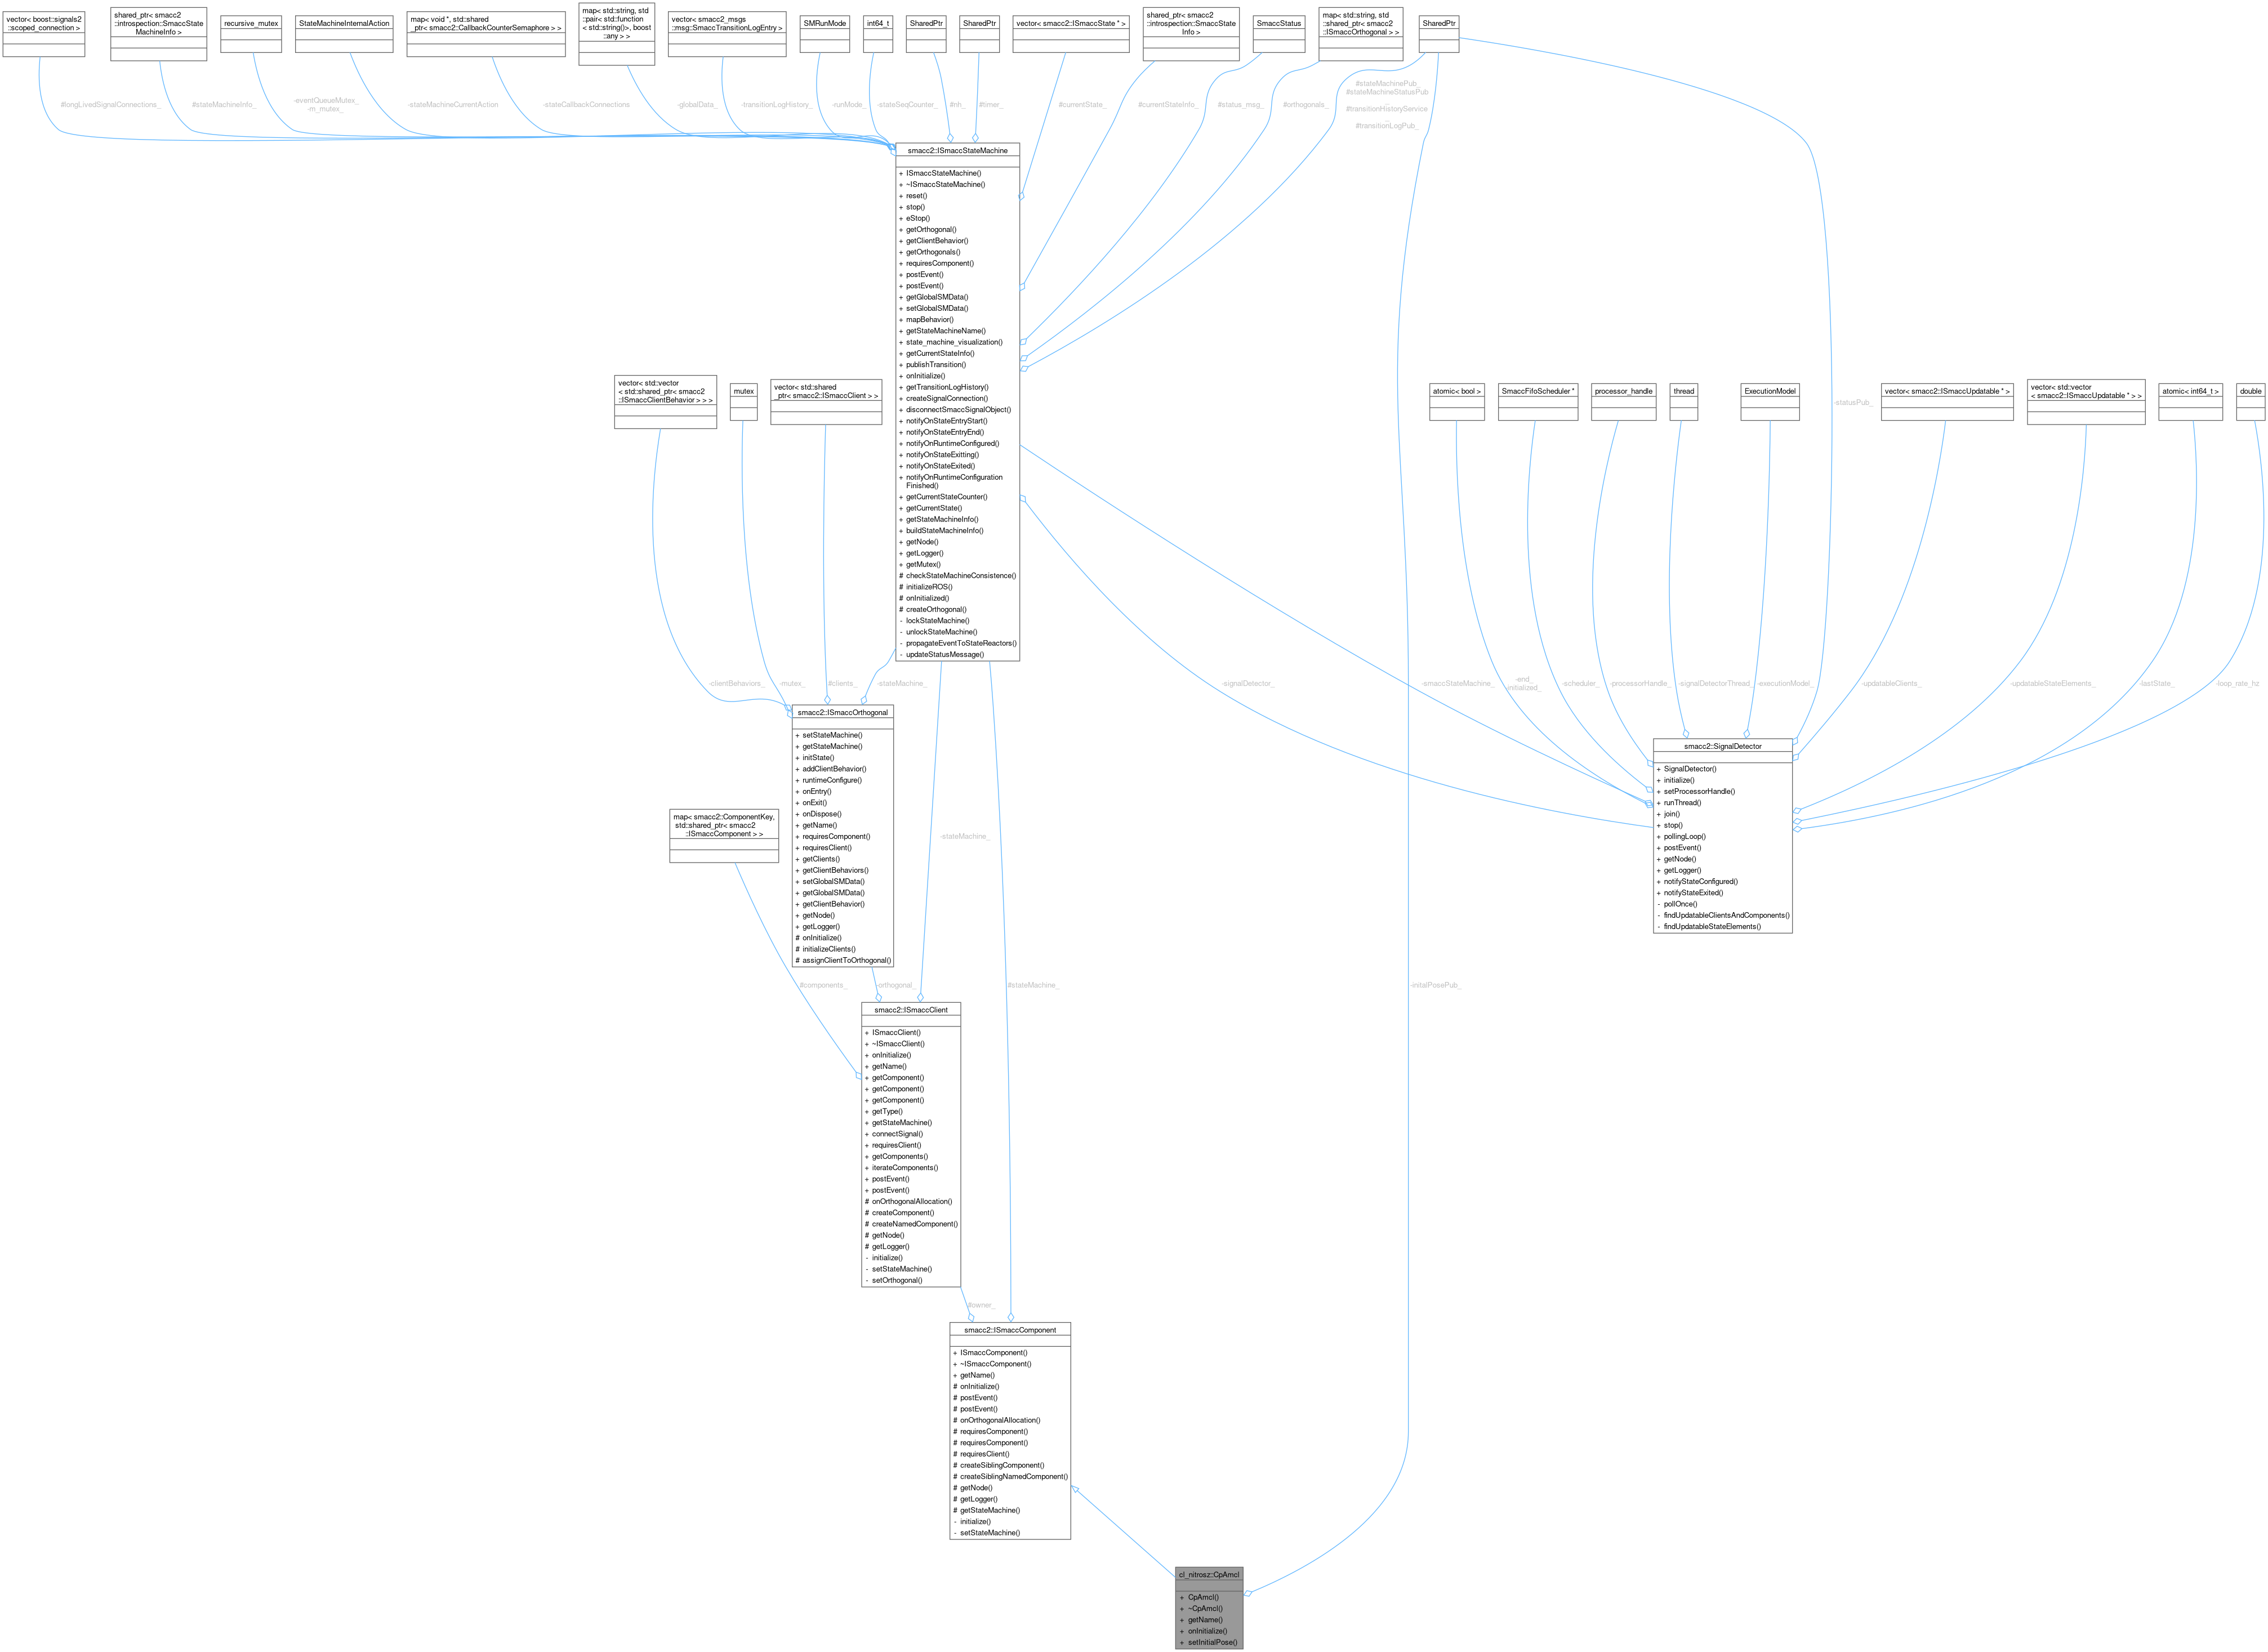 vector< boost::signals2
::scoped_connection >
shared_ptr< smacc2
::introspection::SmaccState
MachineInfo >
recursive_mutex
StateMachineInternalAction
map< void *, std::shared
_ptr< smacc2::CallbackCounterSemaphore > >
map< std::string, std
::pair< std::function
< std::string()>, boost
::any > >
vector< smacc2_msgs
::msg::SmaccTransitionLogEntry >
SMRunMode
int64_t
SharedPtr
SharedPtr
vector< smacc2::ISmaccState * >
shared_ptr< smacc2
::introspection::SmaccState
Info >
SmaccStatus
map< std::string, std
::shared_ptr< smacc2
::ISmaccOrthogonal > >
SharedPtr
#longLivedSignalConnections_
#stateMachineInfo_
-eventQueueMutex_
-m_mutex_
-stateMachineCurrentAction
-stateCallbackConnections
-globalData_
-transitionLogHistory_
-runMode_
-stateSeqCounter_
#nh_
#timer_
#currentState_
#currentStateInfo_
#status_msg_
#orthogonals_
#stateMachinePub_
#stateMachineStatusPub
_
#transitionHistoryService
_
#transitionLogPub_
smacc2::ISmaccStateMachine
+ ISmaccStateMachine()
+ ~ISmaccStateMachine()
+ reset()
+ stop()
+ eStop()
+ getOrthogonal()
+ getClientBehavior()
+ getOrthogonals()
+ requiresComponent()
+ postEvent()
+ postEvent()
+ getGlobalSMData()
+ setGlobalSMData()
+ mapBehavior()
+ getStateMachineName()
+ state_machine_visualization()
+ getCurrentStateInfo()
+ publishTransition()
+ onInitialize()
+ getTransitionLogHistory()
+ createSignalConnection()
+ disconnectSmaccSignalObject()
+ notifyOnStateEntryStart()
+ notifyOnStateEntryEnd()
+ notifyOnRuntimeConfigured()
+ notifyOnStateExitting()
+ notifyOnStateExited()
+ notifyOnRuntimeConfiguration
Finished()
+ getCurrentStateCounter()
+ getCurrentState()
+ getStateMachineInfo()
+ buildStateMachineInfo()
+ getNode()
+ getLogger()
+ getMutex()
# checkStateMachineConsistence()
# initializeROS()
# onInitialized()
# createOrthogonal()
- lockStateMachine()
- unlockStateMachine()
- propagateEventToStateReactors()
- updateStatusMessage()
vector< std::vector
< std::shared_ptr< smacc2
::ISmaccClientBehavior > > >
mutex
vector< std::shared
_ptr< smacc2::ISmaccClient > >
atomic< bool >
SmaccFifoScheduler *
processor_handle
thread
ExecutionModel
vector< smacc2::ISmaccUpdatable * >
vector< std::vector
< smacc2::ISmaccUpdatable * > >
atomic< int64_t >
double
-statusPub_
-clientBehaviors_
-mutex_
#clients_
-stateMachine_
-signalDetector_
-smaccStateMachine_
-end_
-initialized_
-scheduler_
-processorHandle_
-signalDetectorThread_
-executionModel_
-updatableClients_
-updatableStateElements_
-lastState_
-loop_rate_hz
smacc2::ISmaccOrthogonal
+ setStateMachine()
+ getStateMachine()
+ initState()
+ addClientBehavior()
+ runtimeConfigure()
+ onEntry()
+ onExit()
+ onDispose()
+ getName()
+ requiresComponent()
+ requiresClient()
+ getClients()
+ getClientBehaviors()
+ setGlobalSMData()
+ getGlobalSMData()
+ getClientBehavior()
+ getNode()
+ getLogger()
# onInitialize()
# initializeClients()
# assignClientToOrthogonal()
smacc2::SignalDetector
+ SignalDetector()
+ initialize()
+ setProcessorHandle()
+ runThread()
+ join()
+ stop()
+ pollingLoop()
+ postEvent()
+ getNode()
+ getLogger()
+ notifyStateConfigured()
+ notifyStateExited()
- pollOnce()
- findUpdatableClientsAndComponents()
- findUpdatableStateElements()
map< smacc2::ComponentKey,
std::shared_ptr< smacc2
::ISmaccComponent > >
-stateMachine_
#components_
-orthogonal_
#stateMachine_
-initalPosePub_
smacc2::ISmaccClient
+ ISmaccClient()
+ ~ISmaccClient()
+ onInitialize()
+ getName()
+ getComponent()
+ getComponent()
+ getComponent()
+ getType()
+ getStateMachine()
+ connectSignal()
+ requiresClient()
+ getComponents()
+ iterateComponents()
+ postEvent()
+ postEvent()
# onOrthogonalAllocation()
# createComponent()
# createNamedComponent()
# getNode()
# getLogger()
- initialize()
- setStateMachine()
- setOrthogonal()
#owner_
smacc2::ISmaccComponent
+ ISmaccComponent()
+ ~ISmaccComponent()
+ getName()
# onInitialize()
# postEvent()
# postEvent()
# onOrthogonalAllocation()
# requiresComponent()
# requiresComponent()
# requiresClient()
# createSiblingComponent()
# createSiblingNamedComponent()
# getNode()
# getLogger()
# getStateMachine()
- initialize()
- setStateMachine()
cl_nitrosz::CpAmcl
+ CpAmcl()
+ ~CpAmcl()
+ getName()
+ onInitialize()
+ setInitialPose()